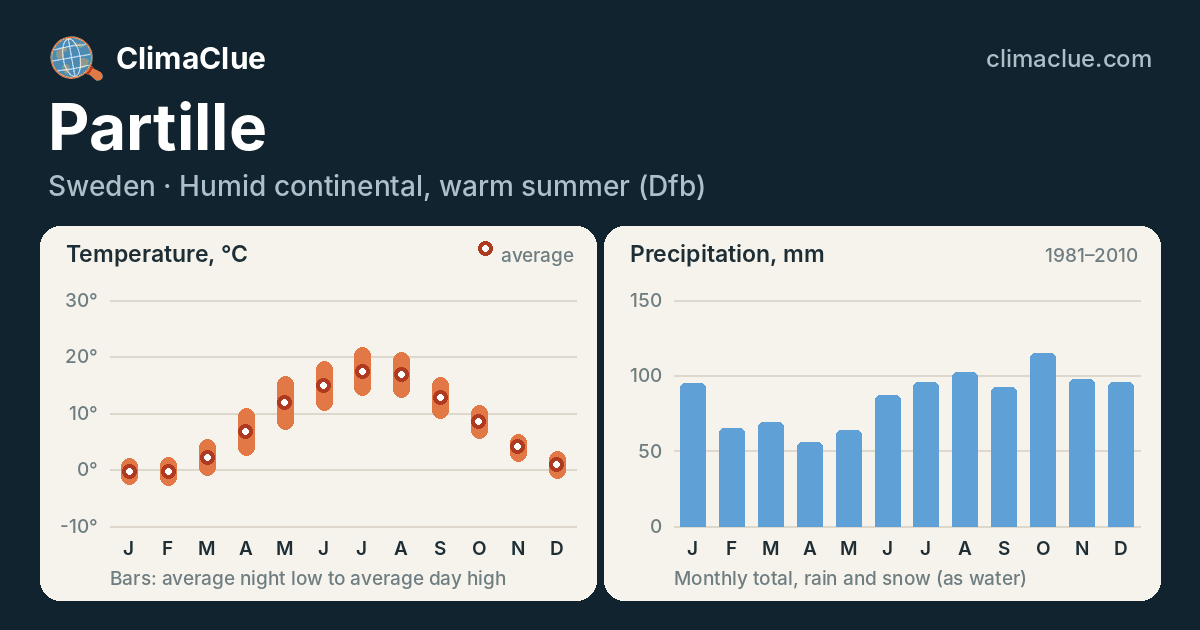 ClimaClue
climaclue.com
Partille
Sweden · Humid continental, warm summer (Dfb)
Temperature, °C
average
30°
20°
10°
0°
-10°
J F M A M J J A S O N D
Bars: average night low to average day high
Precipitation, mm
1981–2010
150
100
50
0
J F M A M J J A S O N D
Monthly total, rain and snow (as water)